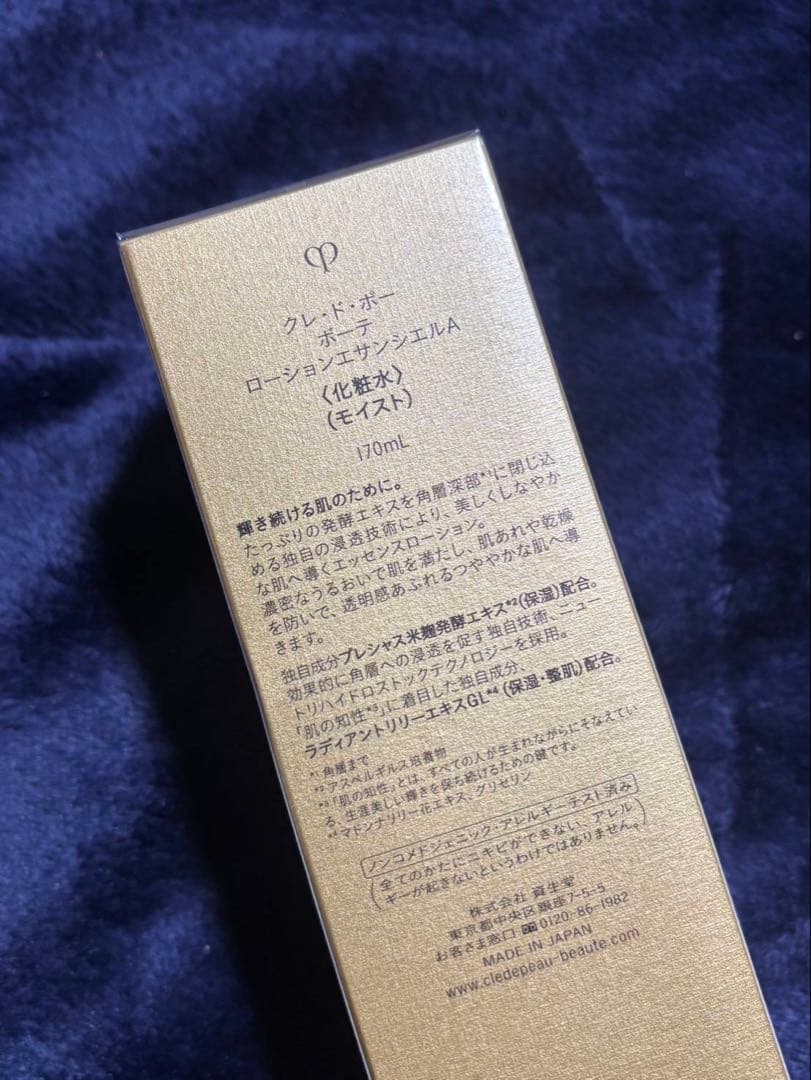 クレ・ド・ポー
ボーテ
ローションエサンシエルA
〈化粧水〉
(モイスト)
170mL
輝き続ける肌のために。
たっぷりの発酵エキスを角層深部*1に閉じ込
める独自の浸透技術により、美しくしなやか
な肌へ導くエッセンスローション。
濃密なうるおいで肌を満たし、肌あれや乾燥
を防いで、透明感あふれるつややかな肌へ導
きます。
独自成分プレシャス米麹発酵エキス*2(保湿)配合。
効果的に角層への浸透を促す独自技術、ニュー
トリハイドロストックテクノロジーを採用。
「肌の知性*3」に着目した独自成分、
ラディアントリリーエキスGL*4(保湿・整肌)配合。
*1 角層まで
*2 アスペルギルス培養物
*3 「肌の知性」とは、すべての人が生まれながらにそなえてい
る、生涯美しい輝きを保ち続けるための鍵です。
*4 マドンナリリー花エキス、グリセリン
ノンコメドジェニック・アレルギーテスト済み
(全てのかたにニキビができない、アレル
ギーが起きないというわけではありません。)
株式会社 資生堂
東京都中央区銀座7-5-5
お客さま窓口 0120-86-1982
MADE IN JAPAN
www.cledepeau-beaute.com